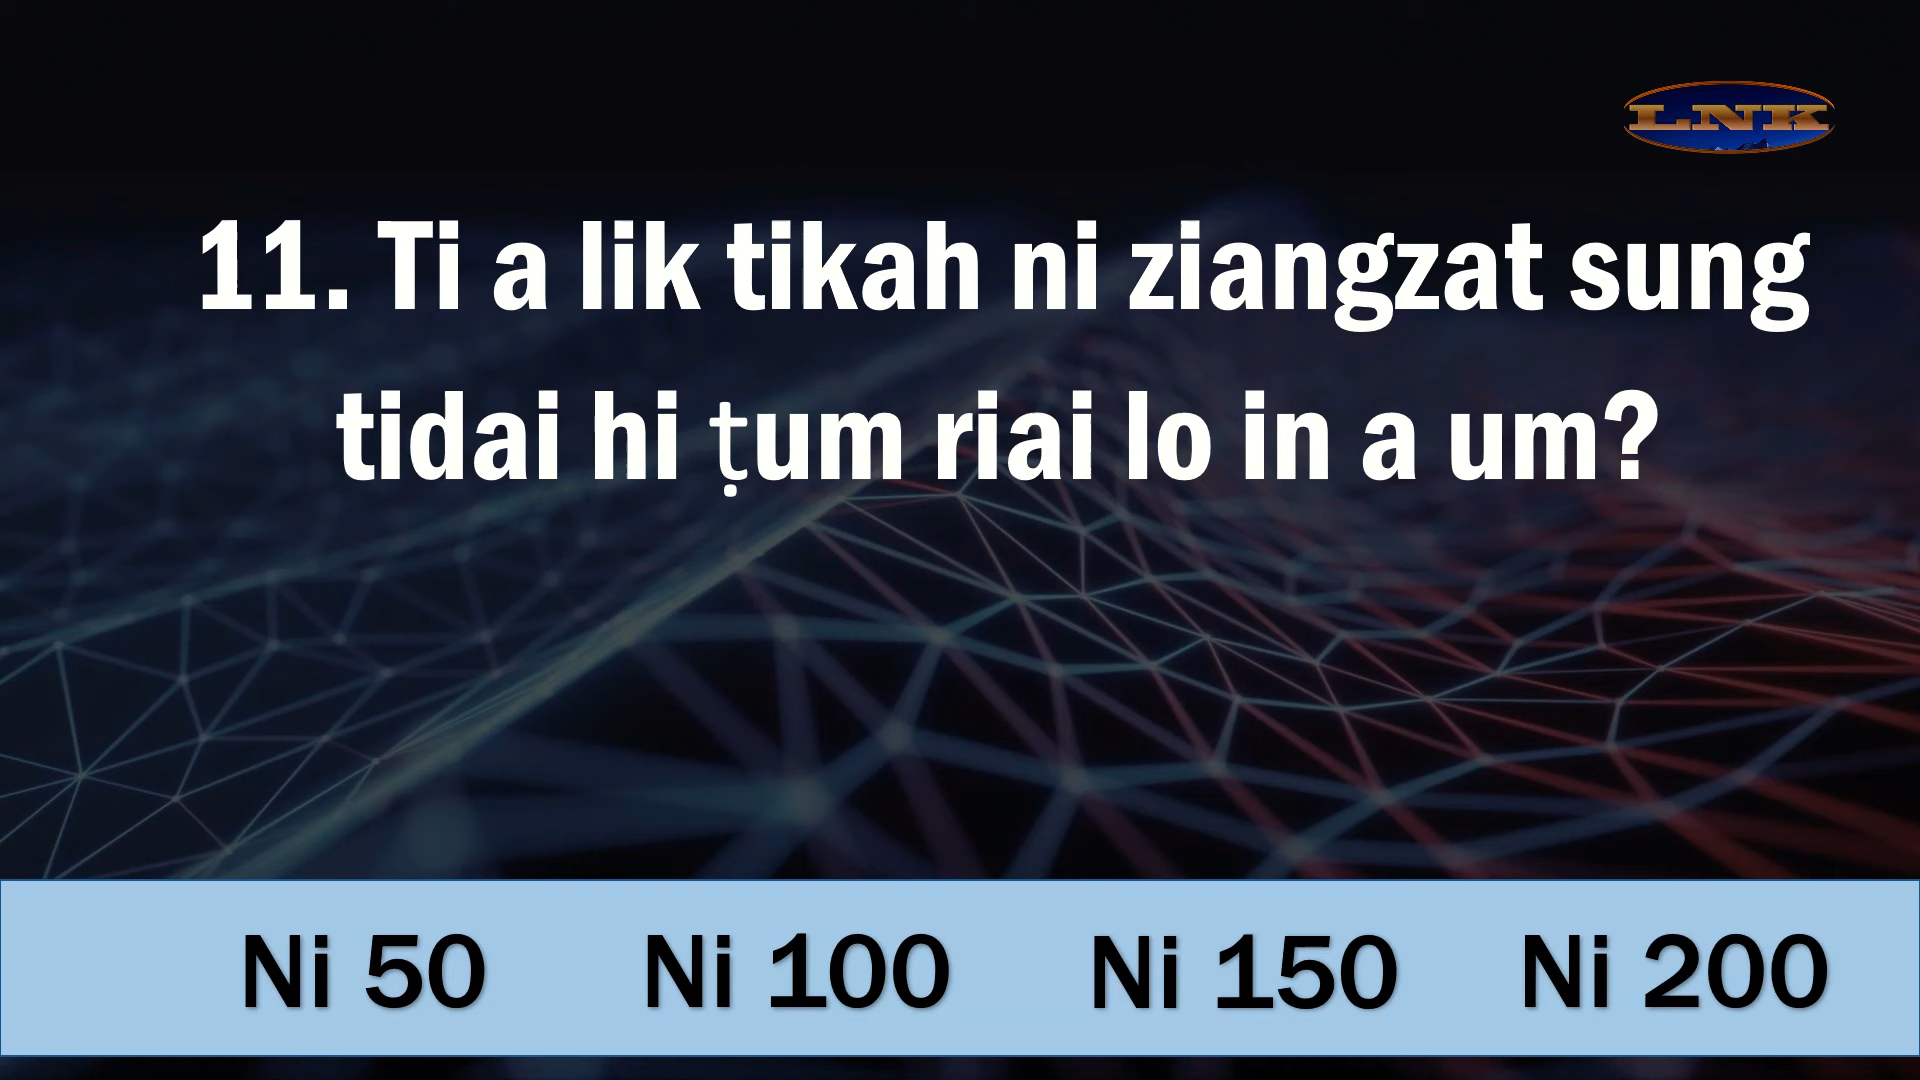 LNK
11. Ti a lik tikah ni ziangzat sung
tidai hi ṭum riai lo in a um?
Ni 50 Ni 100 Ni 150 Ni 200